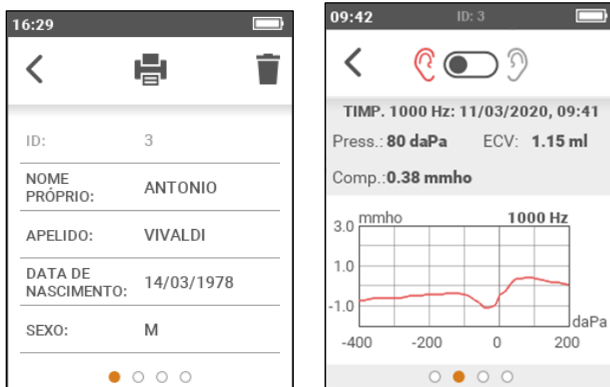 16:29
ID: 3
NOME PRÓPRIO: ANTONIO
APELIDO: VIVALDI
DATA DE NASCIMENTO: 14/03/1978
SEXO: M
09:42 ID: 3
TIMP. 1000 Hz: 11/03/2020, 09:41
Press.: 80 daPa ECV: 1.15 ml
Comp.:0.38 mmho
mmho 1000 Hz
3.0
1.0
-1.0
daPa
-400 -200 0 200